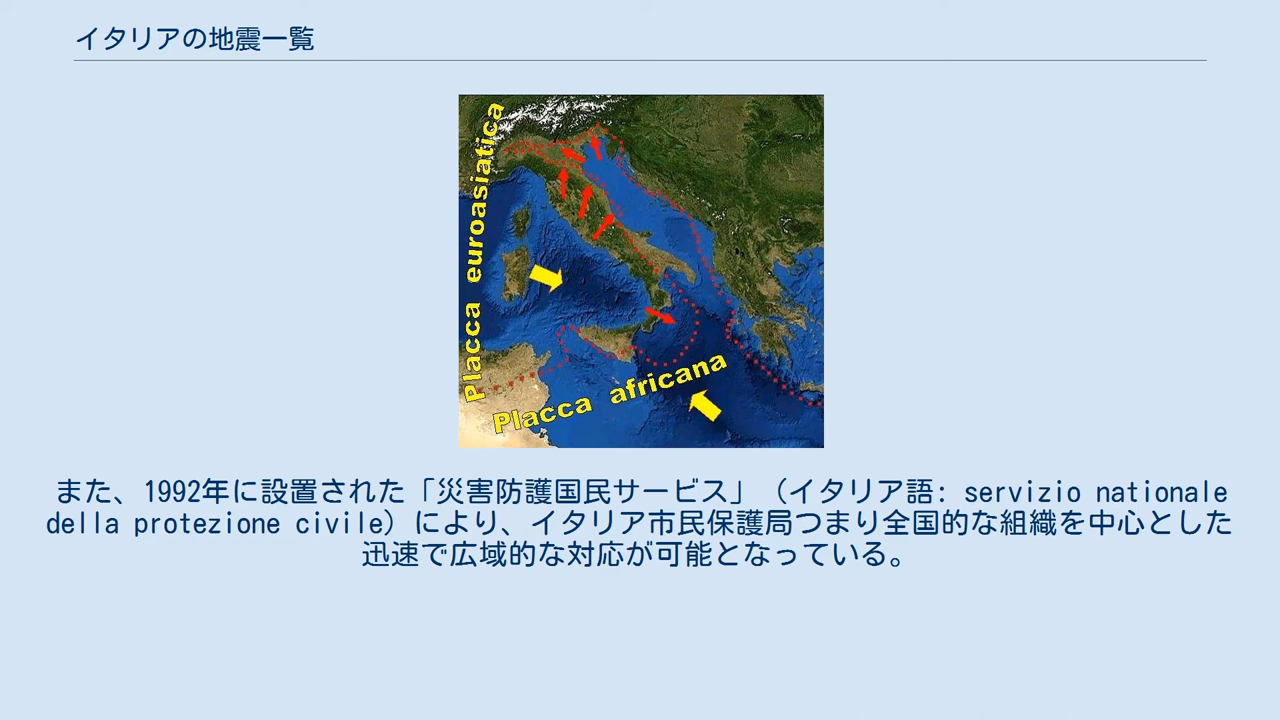 イタリアの地震一覧
Placca euroasiatica
Placca africana
また、1992年に設置された「災害防護国民サービス」（イタリア語: servizio nationale
della protezione civile）により、イタリア市民保護局つまり全国的な組織を中心とした
迅速で広域的な対応が可能となっている。